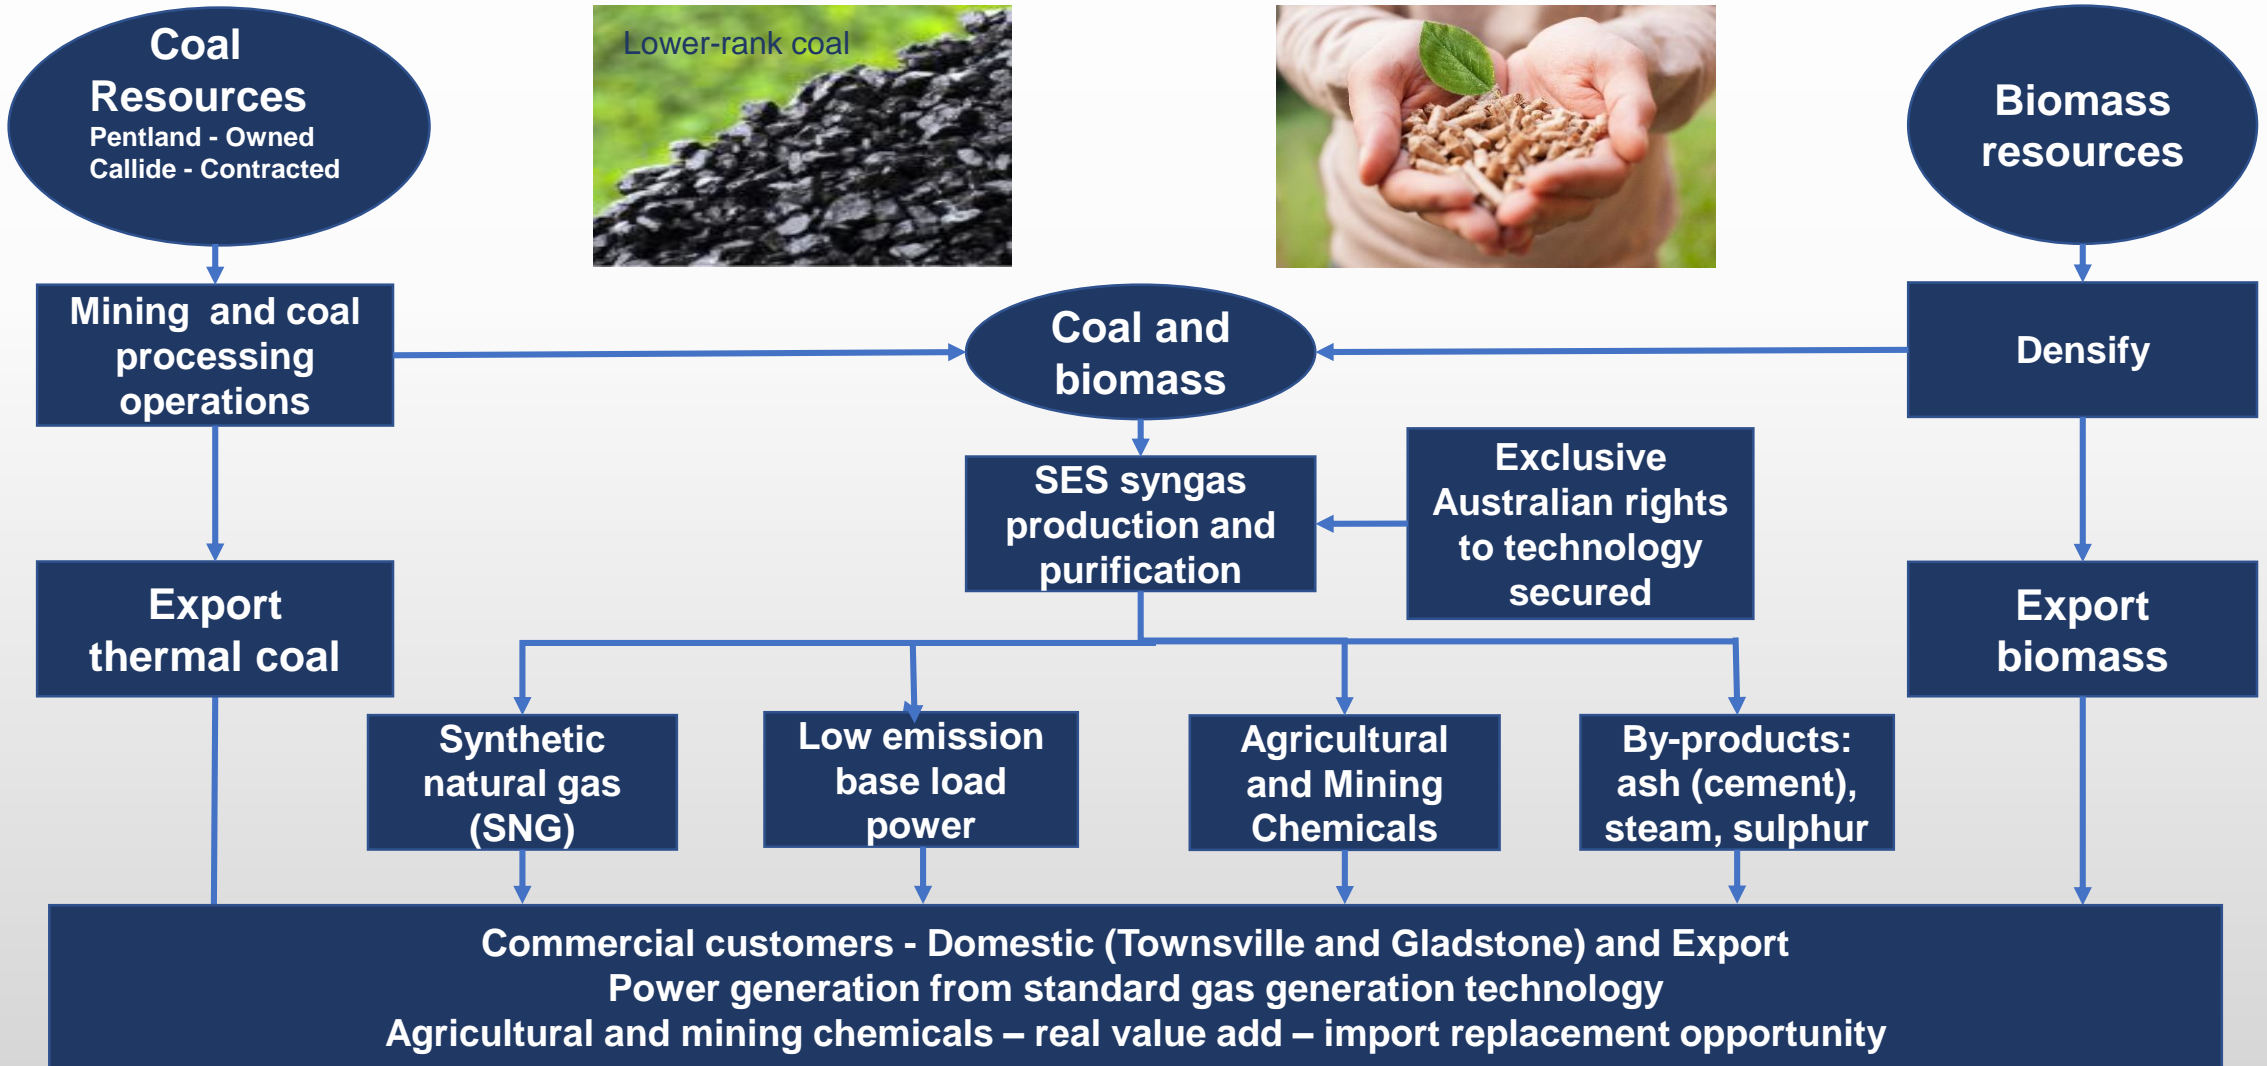 Coal
Resources
Pentland - Owned
Callide - Contracted
Lower-rank coal
Biomass
resources
Mining and coal
processing
operations
Coal and
biomass
Densify
SES syngas
production and
purification
Exclusive
Australian rights
to technology
secured
Export
thermal coal
Export
biomass
Synthetic
natural gas
(SNG)
Low emission
base load
power
Agricultural
and Mining
Chemicals
By-products:
ash (cement),
steam, sulphur
Commercial customers - Domestic (Townsville and Gladstone) and Export
Power generation from standard gas generation technology
Agricultural and mining chemicals – real value add – import replacement opportunity